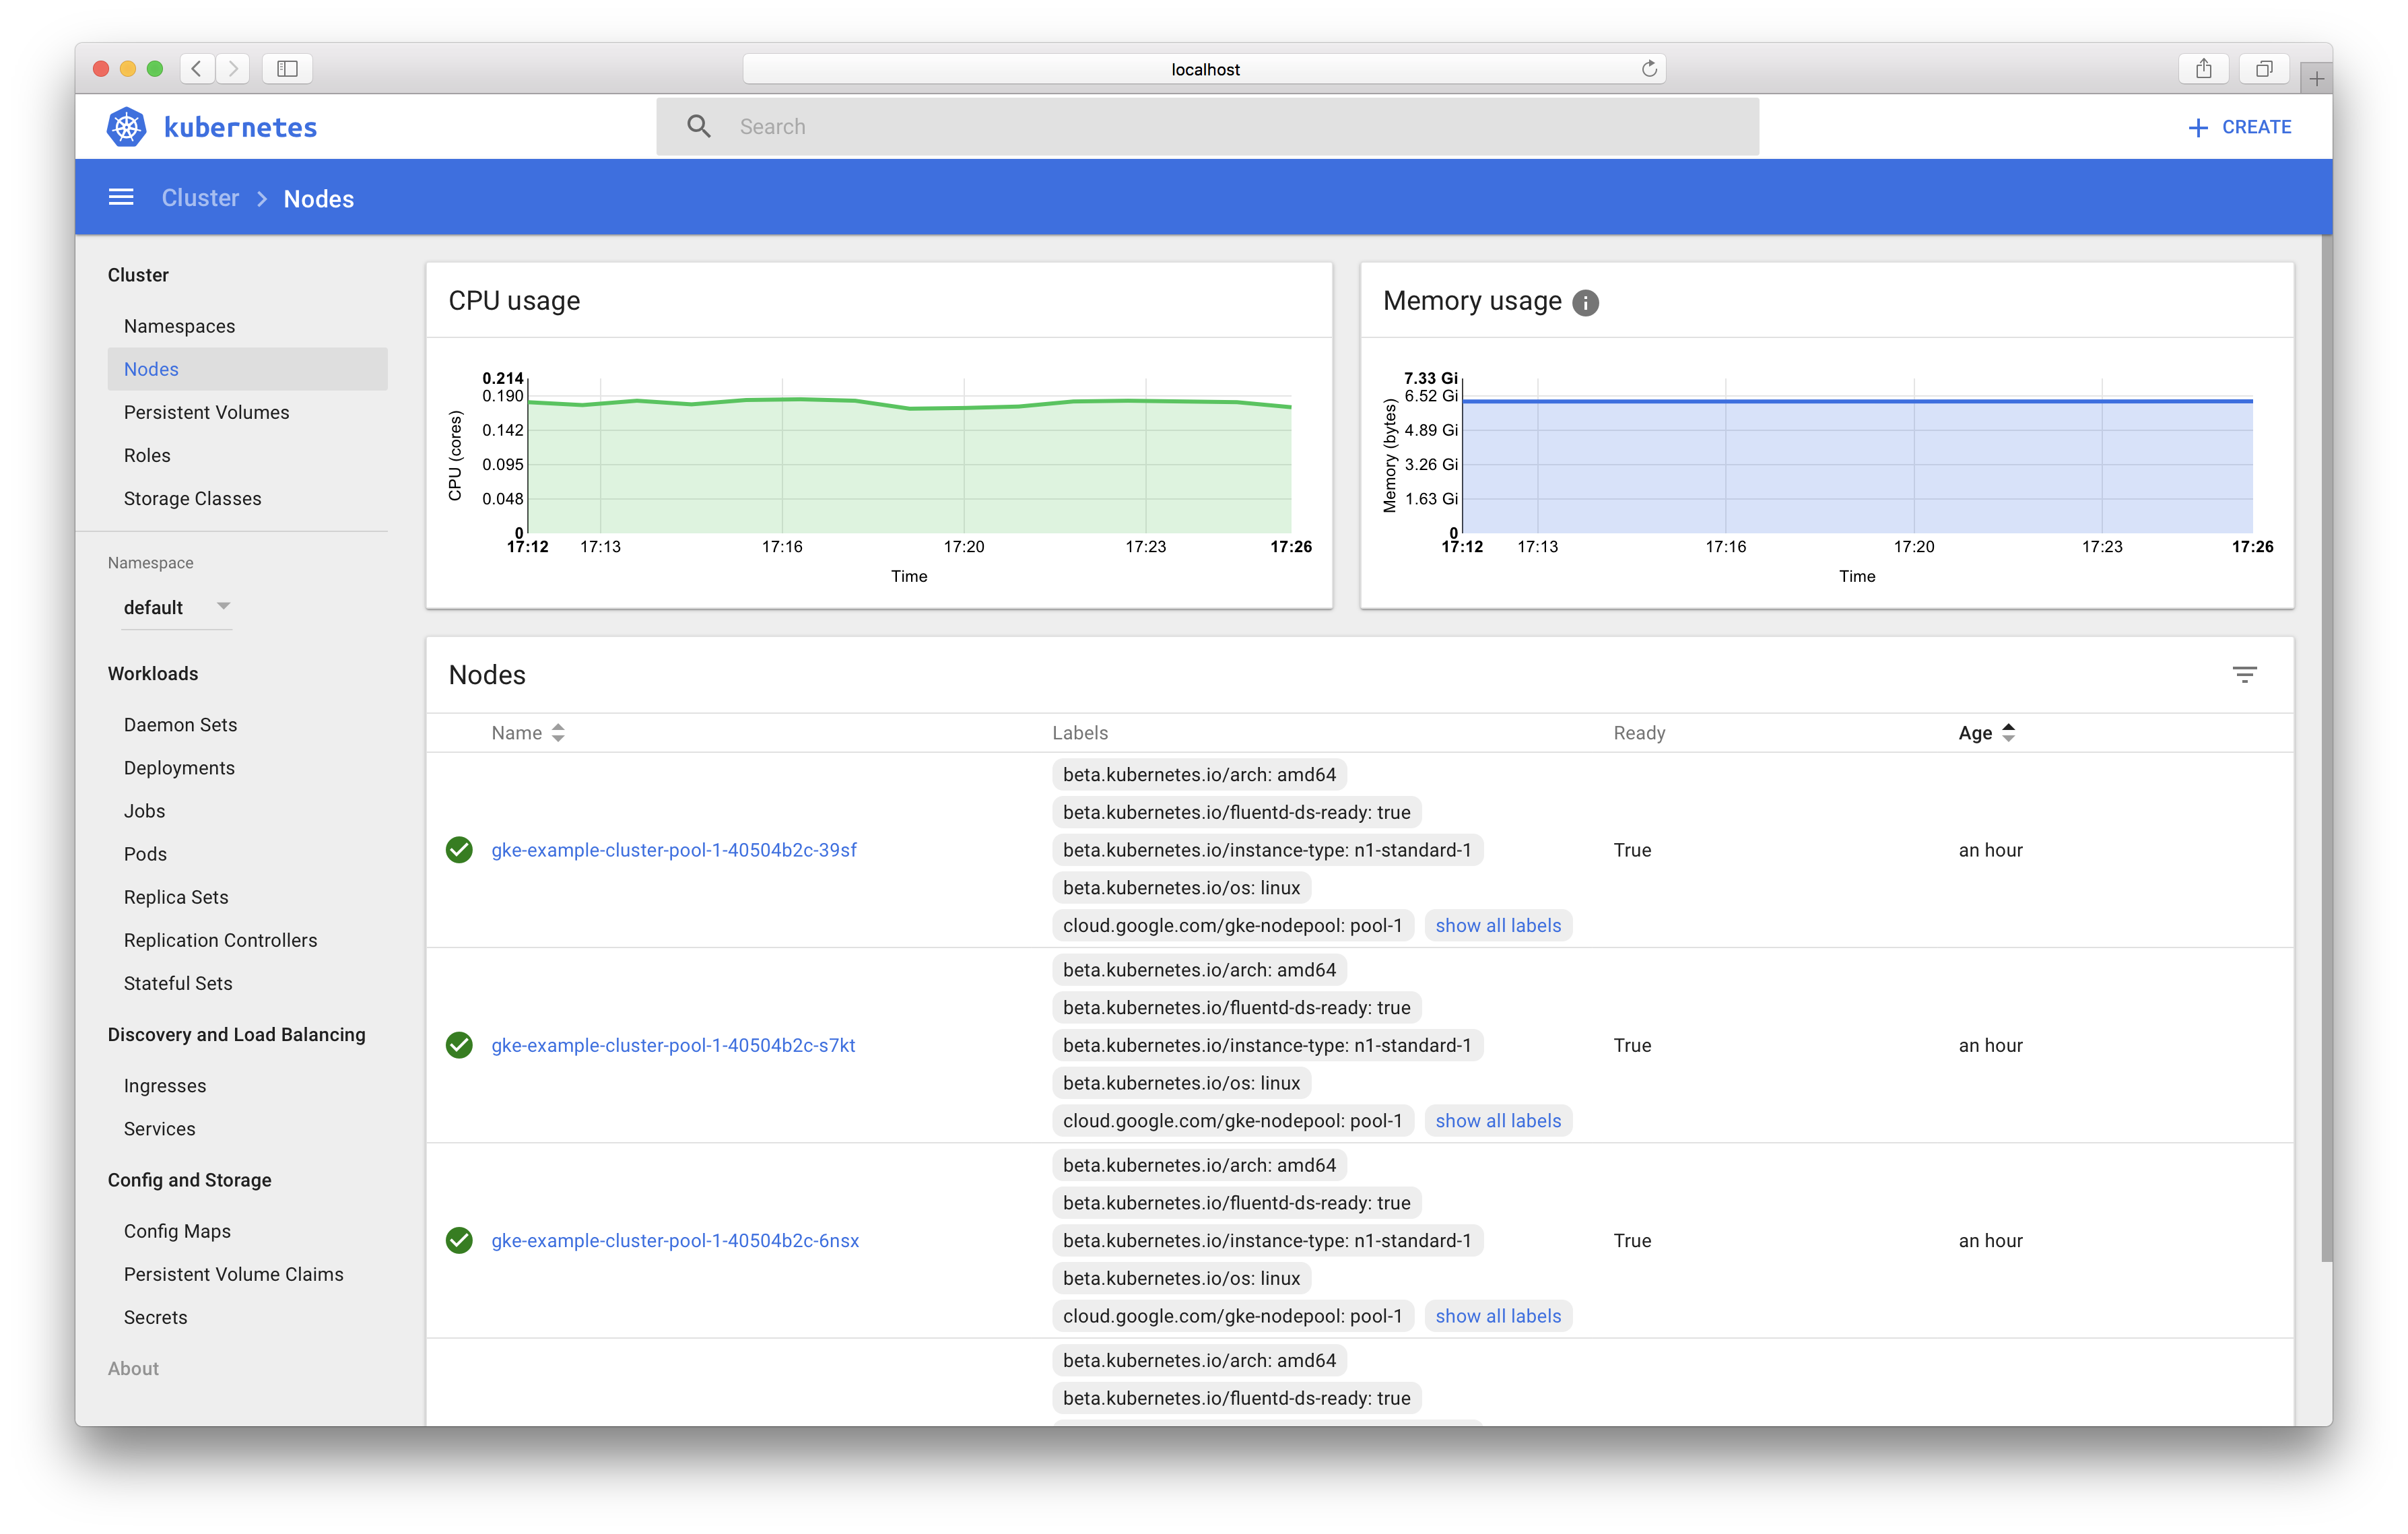 localhost
kubernetes
Search
CREATE
Cluster
Nodes
Cluster
Namespaces
Nodes
Persistent Volumes
Roles
Storage Classes
Namespace
default
Workloads
Daemon Sets
Deployments
Jobs
Pods
Replica Sets
Replication Controllers
Stateful Sets
Discovery and Load Balancing
Ingresses
Services
Config and Storage
Config Maps
Persistent Volume Claims
Secrets
About
CPU usage
CPU (cores)
0.214
0.190
0.142
0.095
0.048
0
17:12 17:13 17:16 17:20 17:23 17:26
Time
Memory usage
Memory (bytes)
7.33 Gi
6.52 Gi
4.89 Gi
3.26 Gi
1.63 Gi
0
17:12 17:13 17:16 17:20 17:23 17:26
Time
Nodes
Name Labels Ready Age
beta.kubernetes.io/arch: amd64
beta.kubernetes.io/fluentd-ds-ready: true
gke-example-cluster-pool-1-40504b2c-39sf beta.kubernetes.io/instance-type: n1-standard-1 True an hour
beta.kubernetes.io/os: linux
cloud.google.com/gke-nodepool: pool-1 show all labels
beta.kubernetes.io/arch: amd64
beta.kubernetes.io/fluentd-ds-ready: true
gke-example-cluster-pool-1-40504b2c-s7kt beta.kubernetes.io/instance-type: n1-standard-1 True an hour
beta.kubernetes.io/os: linux
cloud.google.com/gke-nodepool: pool-1 show all labels
beta.kubernetes.io/arch: amd64
beta.kubernetes.io/fluentd-ds-ready: true
gke-example-cluster-pool-1-40504b2c-6nsx beta.kubernetes.io/instance-type: n1-standard-1 True an hour
beta.kubernetes.io/os: linux
cloud.google.com/gke-nodepool: pool-1 show all labels
beta.kubernetes.io/arch: amd64
beta.kubernetes.io/fluentd-ds-ready: true